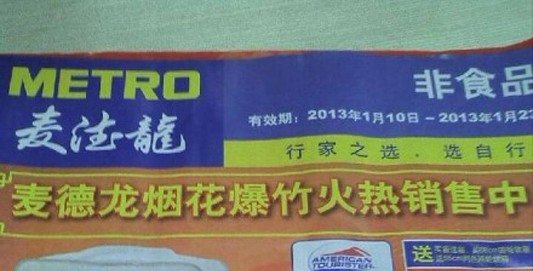 METRO
麦德龍
非食品
有效期：2013年1月10日－2013年1月23
行家之选．选自行
麦德龙烟花爆竹火热销售中
AMERICAN
TOURISTER
送